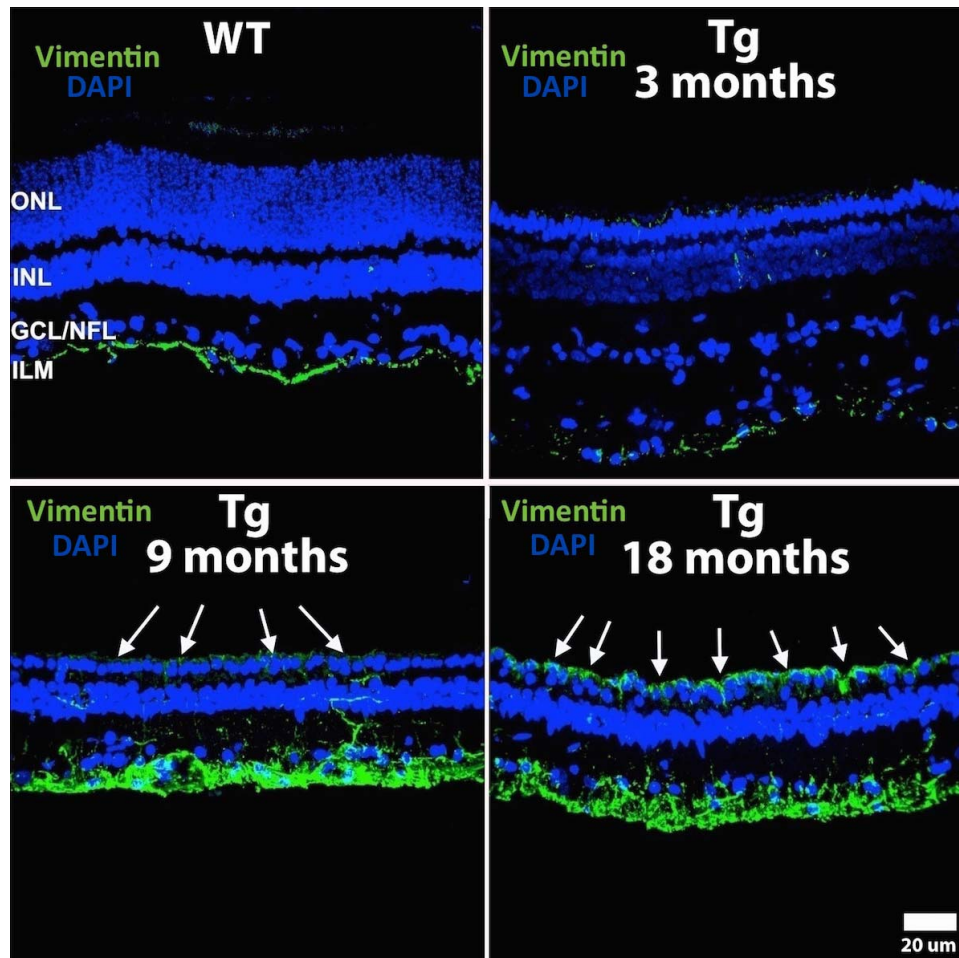 WT
Vimentin
DAPI
ONL
INL
GCL/NFL
ILM
Tg
3 months
Vimentin
DAPI
Tg
9 months
Vimentin
DAPI
Tg
18 months
Vimentin
DAPI
20 um